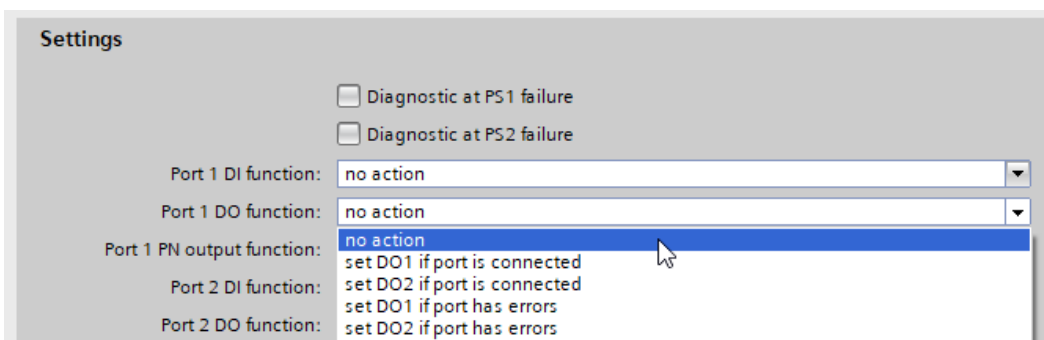 Settings
Diagnostic at PS1 failure
Diagnostic at PS2 failure
Port 1 DI function: no action
Port 1 DO function: no action
Port 1 PN output function: no action
set DO1 if port is connected
Port 2 DI function: set DO2 if port is connected
set DO1 if port has errors
Port 2 DO function: set DO2 if port has errors